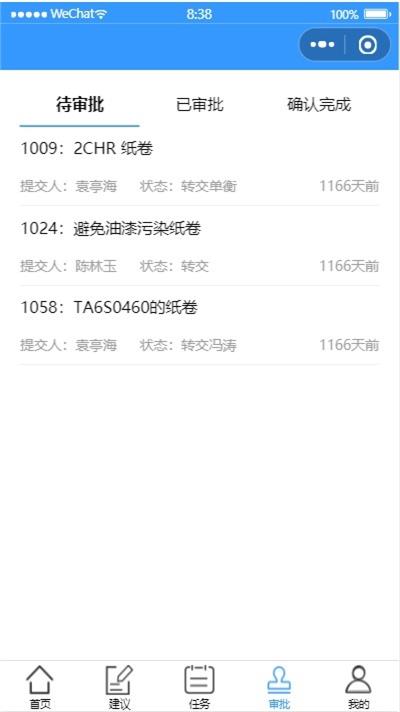 WeChat 8:38 100%
待审批 已审批 确认完成
1009：2CHR 纸卷
提交人：袁亭海 状态：转交单衡 1166天前
1024：避免油漆污染纸卷
提交人：陈林玉 状态：转交 1166天前
1058：TA6S0460的纸卷
提交人：袁亭海 状态：转交冯涛 1166天前
首页 建议 任务 审批 我的